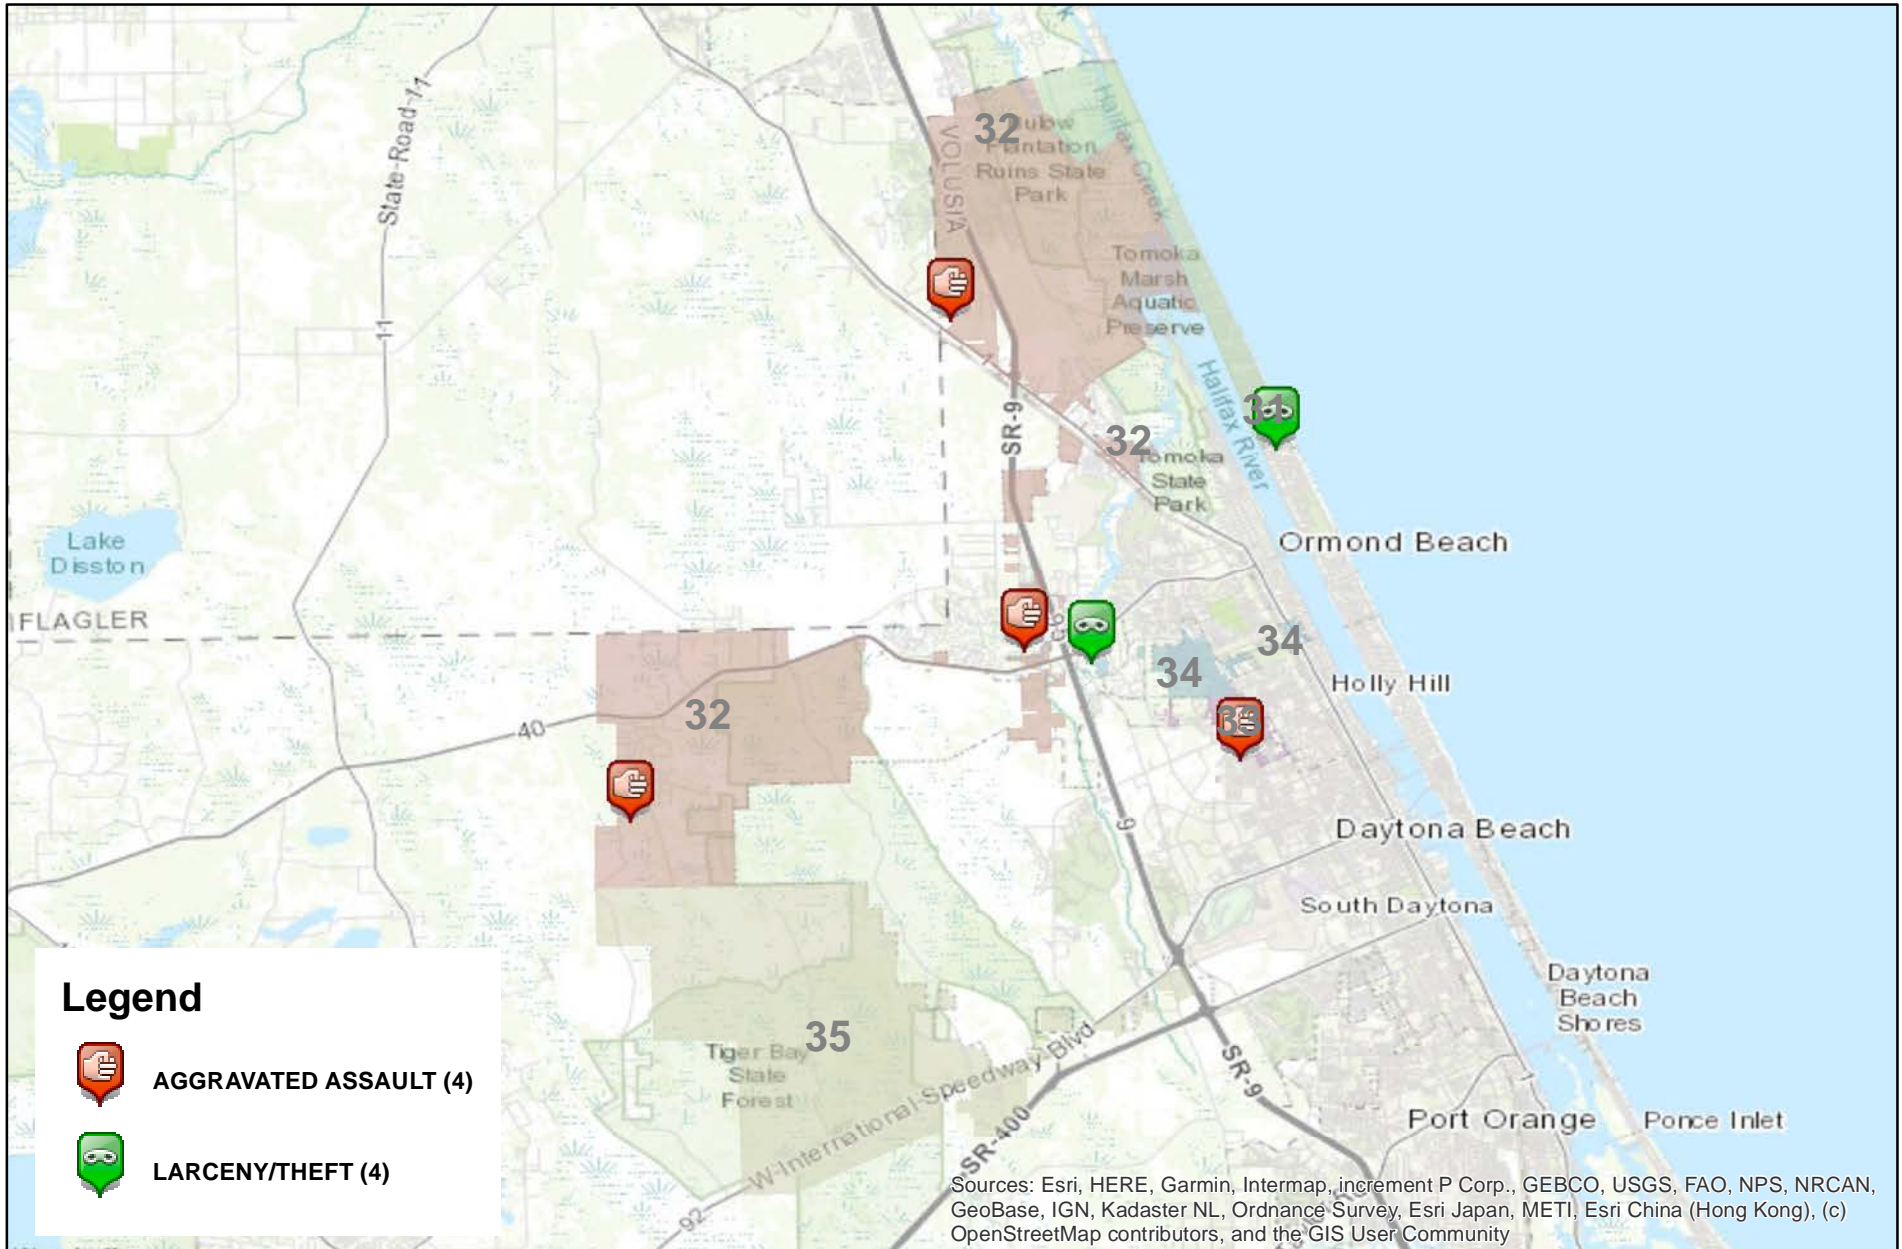 State-Road-11
11
VOLUSIA
32
Bulow
Plantation
Ruins State
Park
Halifax Creek
Tomoka
Marsh
Aquatic
Preserve
31
Halifax River
SR-9
32
Tomoka
State
Park
Ormond Beach
Lake
Disston
FLAGLER
34
34
Holly Hill
32
40
33
9
Daytona Beach
South Daytona
Daytona
Beach
Shores
35
Tiger Bay
State
Forest
W-International-Speedway-Blvd
SR-400
SR-9
1
92
Port Orange
Ponce Inlet
Legend
AGGRAVATED ASSAULT (4)
LARCENY/THEFT (4)
Sources: Esri, HERE, Garmin, Intermap, increment P Corp., GEBCO, USGS, FAO, NPS, NRCAN,
GeoBase, IGN, Kadaster NL, Ordnance Survey, Esri Japan, METI, Esri China (Hong Kong), (c)
OpenStreetMap contributors, and the GIS User Community